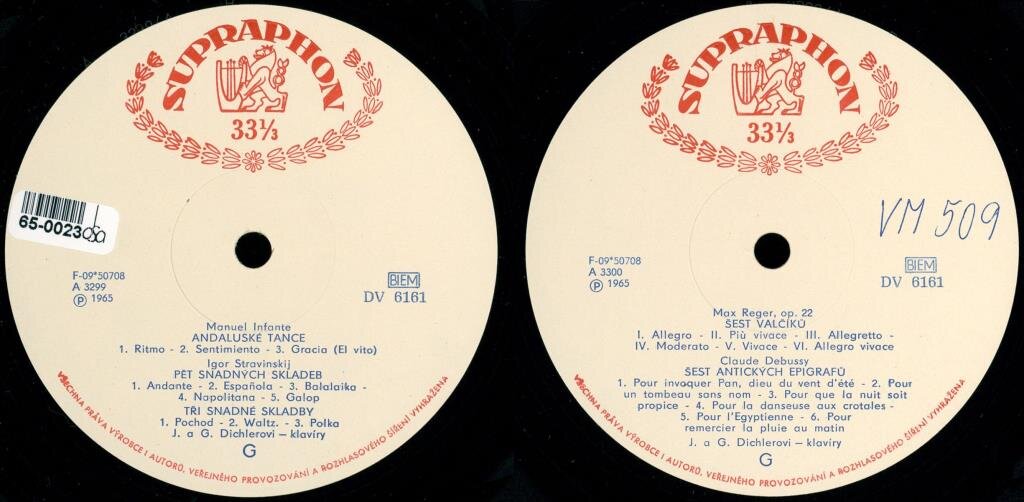 SUPRAPHON
33⅓
65-0023
F-09*50708
A 3299
Ⓟ 1965
BIEM
DV 6161
Manuel Infante
ANDALUSKÉ TANCE
1. Ritmo - 2. Sentimiento - 3. Gracia (El vito)
Igor Stravinskij
PĚT SNADNÝCH SKLADEB
1. Andante - 2. Española - 3. Balalaika -
4. Napolitana - 5. Galop
TŘI SNADNÉ SKLADBY
1. Pochod - 2. Waltz. - 3. Polka
J. a G. Dichlerovi – klavíry
G
VŠECHNA PRÁVA VÝROBCE I AUTORŮ, VEŘEJNÉHO PROVOZOVÁNÍ A ROZHLASOVÉHO ŠÍŘENÍ VYHRAŽENA
SUPRAPHON
33⅓
VM 509
F-09*50708
A 3300
Ⓟ 1965
BIEM
DV 6161
Max Reger, op. 22
ŠEST VALČÍKŮ
I. Allegro - II. Più vivace - III. Allegretto -
IV. Moderato - V. Vivace - VI. Allegro vivace
Claude Debussy
ŠEST ANTICKÝCH EPIGRAFŮ
1. Pour invoquer Pan, dieu du vent d'été - 2. Pour
un tombeau sans nom - 3. Pour que la nuit soit
propice - 4. Pour la danseuse aux crotales -
5. Pour l'Egyptienne - 6. Pour
remercier la pluie au matin
J. a G. Dichlerovi – klavíry
G
VŠECHNA PRÁVA VÝROBCE I AUTORŮ, VEŘEJNÉHO PROVOZOVÁNÍ A ROZHLASOVÉHO ŠÍŘENÍ VYHRAŽENA